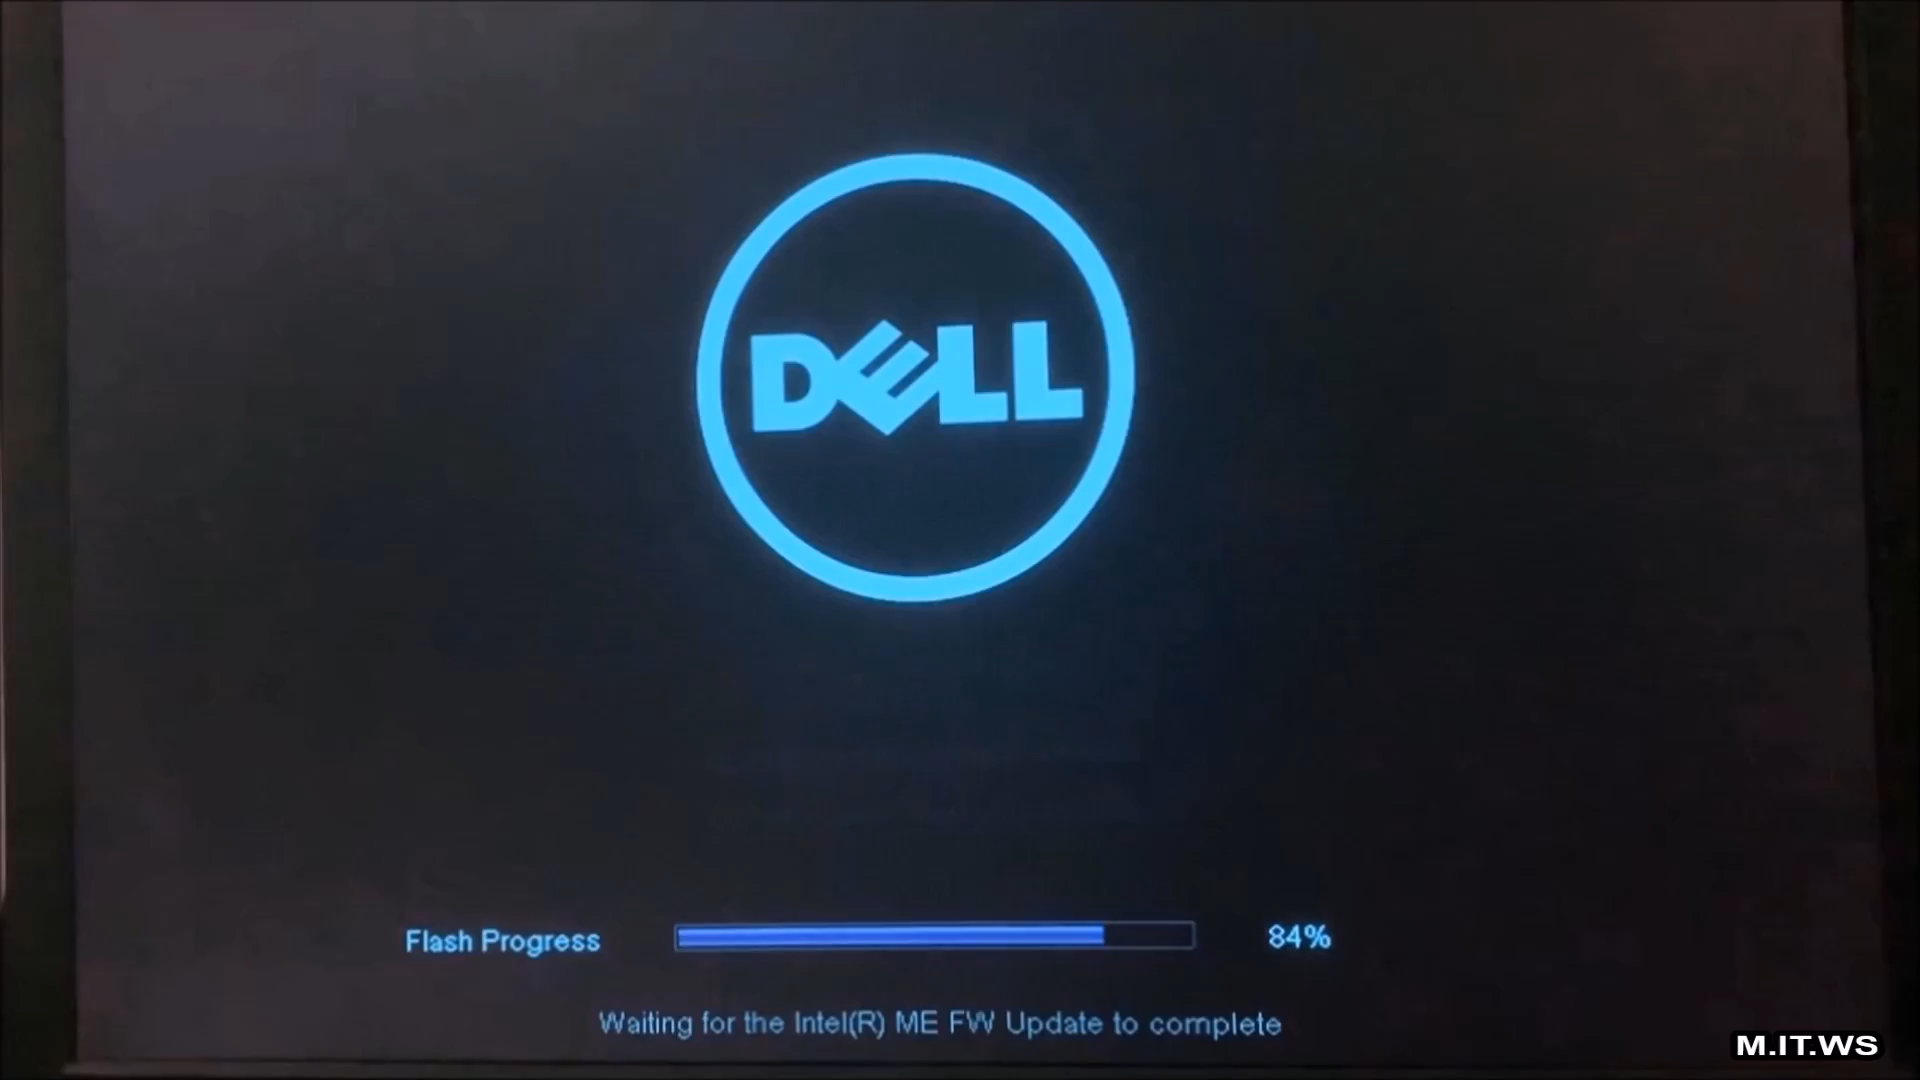 DELL
Flash Progress 84%
Waiting for the Intel(R) ME FW Update to complete
M.IT.WS